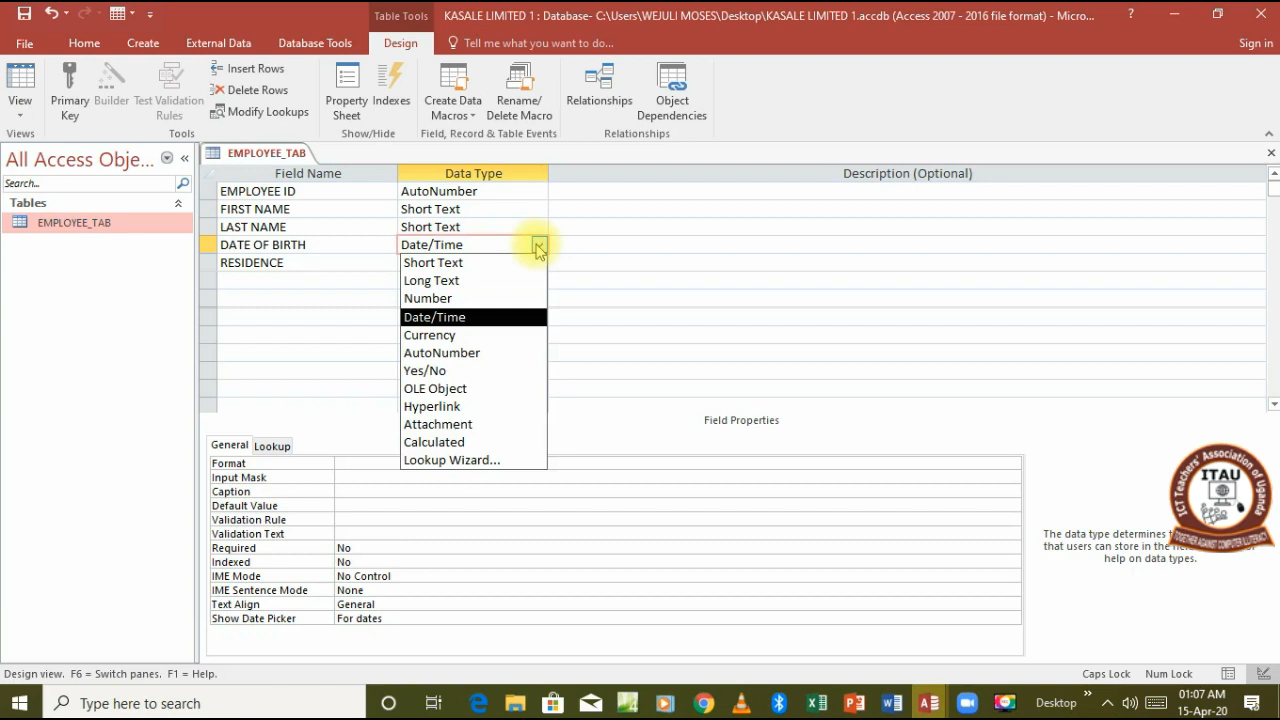 Table Tools
KASALE LIMITED 1 : Database- C:\Users\WEJULI MOSES\Desktop\KASALE LIMITED 1.accdb (Access 2007 - 2016 file format) - Micro...
?
File
Home
Create
External Data
Database Tools
Design
Tell me what you want to do...
Sign in
View
Primary
Key
Builder
Test Validation
Rules
Insert Rows
Delete Rows
Modify Lookups
Property
Sheet
Indexes
Create Data
Macros
Rename/
Delete Macro
Relationships
Object
Dependencies
Views
Tools
Show/Hide
Field, Record & Table Events
Relationships
All Access Obje...
Search...
Tables
EMPLOYEE_TAB
EMPLOYEE_TAB
Field Name
Data Type
Description (Optional)
EMPLOYEE ID
AutoNumber
FIRST NAME
Short Text
LAST NAME
Short Text
DATE OF BIRTH
Date/Time
RESIDENCE
Short Text
Long Text
Number
Date/Time
Currency
AutoNumber
Yes/No
OLE Object
Hyperlink
Attachment
Calculated
Lookup Wizard...
Field Properties
General
Lookup
Format
Input Mask
Caption
Default Value
Validation Rule
Validation Text
Required
No
Indexed
No
IME Mode
No Control
IME Sentence Mode
None
Text Align
General
Show Date Picker
For dates
The data type determines
that users can store in the
help on data types.
ICT Teachers' Association of Uganda
ITAU
TOGETHER AGAINST COMPUTER ILLITERACY
Design view. F6 = Switch panes. F1 = Help.
Caps Lock
Num Lock
Type here to search
Desktop
01:07 AM
15-Apr-20